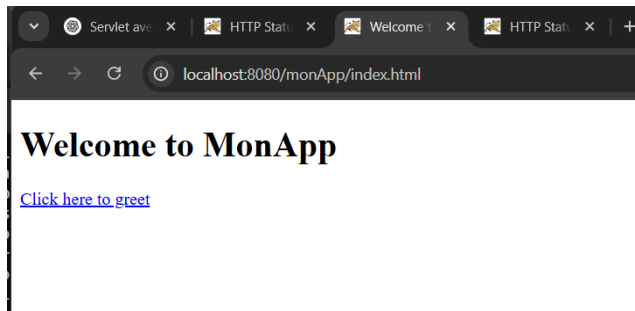 Servlet ave
HTTP Statu
Welcome t
HTTP Statu
localhost:8080/monApp/index.html
Welcome to MonApp
Click here to greet